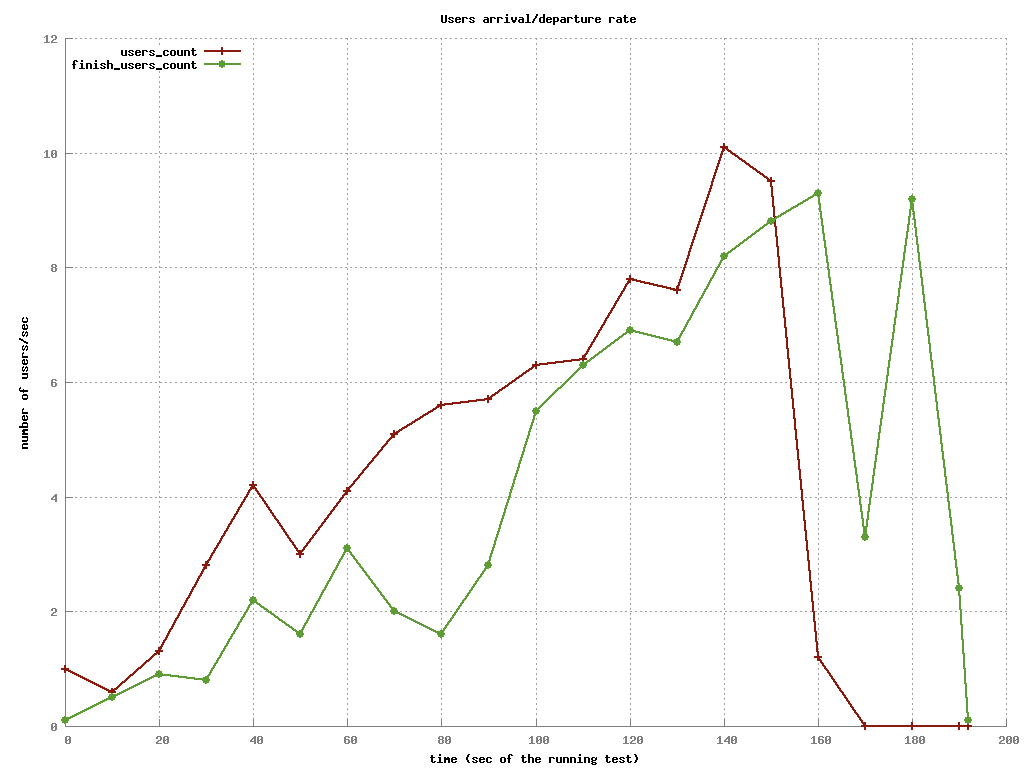 Users arrival/departure rate
12
users_count
finish_users_count
10
8
6
4
2
0
number of users/sec
0 20 40 60 80 100 120 140 160 180 200
time (sec of the running test)